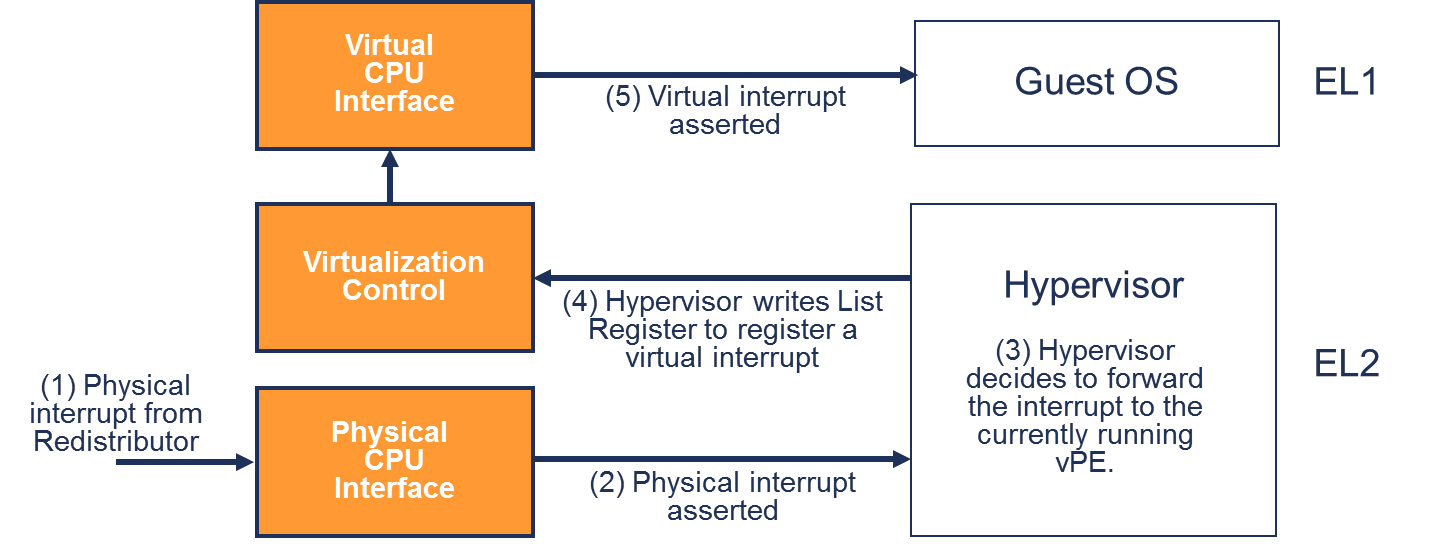 Virtual
CPU
Interface
(5) Virtual interrupt
asserted
Guest OS
EL1
Virtualization
Control
(4) Hypervisor writes List
Register to register a
virtual interrupt
Hypervisor
(3) Hypervisor
decides to forward
the interrupt to the
currently running
vPE.
EL2
(1) Physical
interrupt from
Redistributor
Physical
CPU
Interface
(2) Physical interrupt
asserted